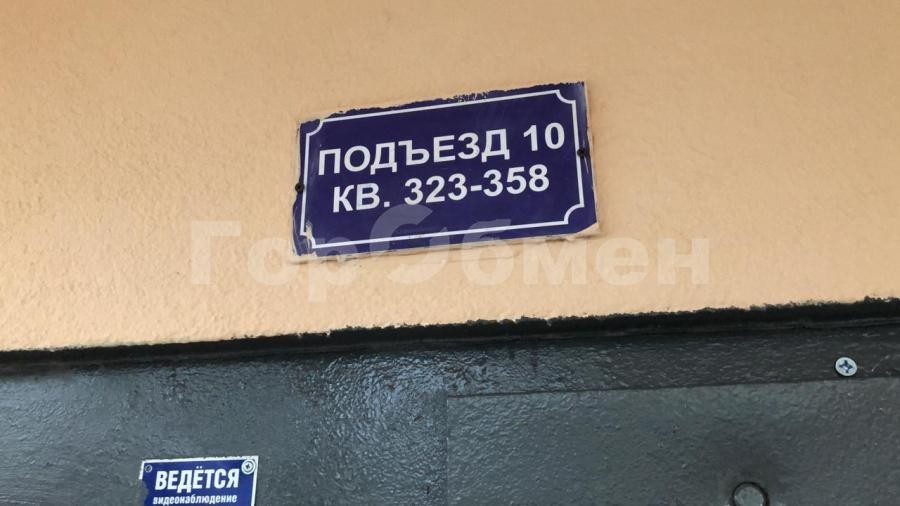 ПОДЪЕЗД 10
КВ. 323-358
ГорОбмен
ВЕДЁТСЯ
видеонаблюдение